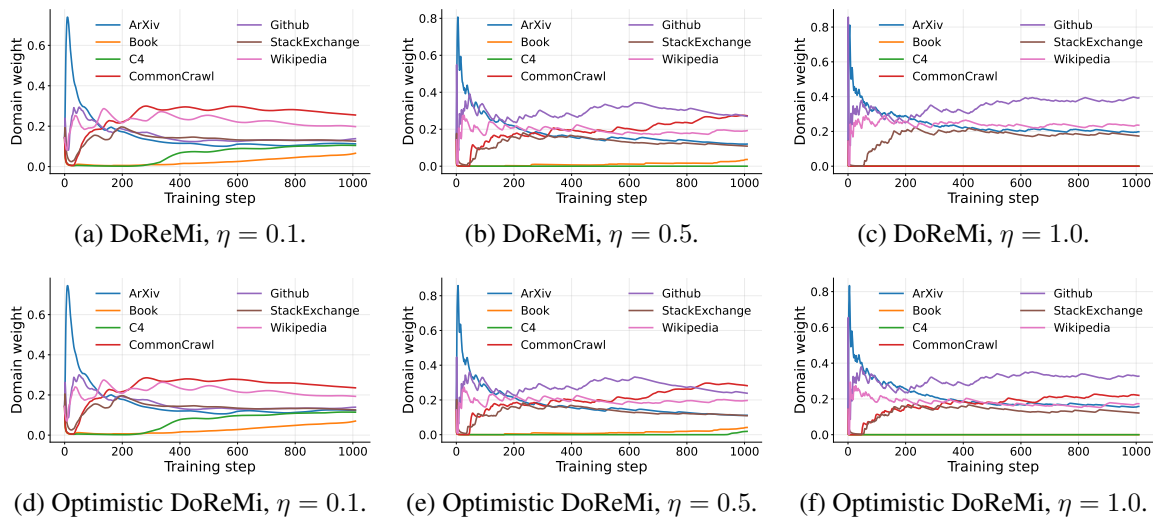 0.6
0.4
0.2
0.0
Domain weight
ArXiv
Book
C4
CommonCrawl
Github
StackExchange
Wikipedia
0 200 400 600 800 1000
Training step
(a) DoReMi, η = 0.1.
0.8
0.6
0.4
0.2
0.0
Domain weight
ArXiv
Book
C4
CommonCrawl
Github
StackExchange
Wikipedia
0 200 400 600 800 1000
Training step
(b) DoReMi, η = 0.5.
0.8
0.6
0.4
0.2
0.0
Domain weight
ArXiv
Book
C4
CommonCrawl
Github
StackExchange
Wikipedia
0 200 400 600 800 1000
Training step
(c) DoReMi, η = 1.0.
0.6
0.4
0.2
0.0
Domain weight
ArXiv
Book
C4
CommonCrawl
Github
StackExchange
Wikipedia
0 200 400 600 800 1000
Training step
(d) Optimistic DoReMi, η = 0.1.
0.8
0.6
0.4
0.2
0.0
Domain weight
ArXiv
Book
C4
CommonCrawl
Github
StackExchange
Wikipedia
0 200 400 600 800 1000
Training step
(e) Optimistic DoReMi, η = 0.5.
0.8
0.6
0.4
0.2
0.0
Domain weight
ArXiv
Book
C4
CommonCrawl
Github
StackExchange
Wikipedia
0 200 400 600 800 1000
Training step
(f) Optimistic DoReMi, η = 1.0.